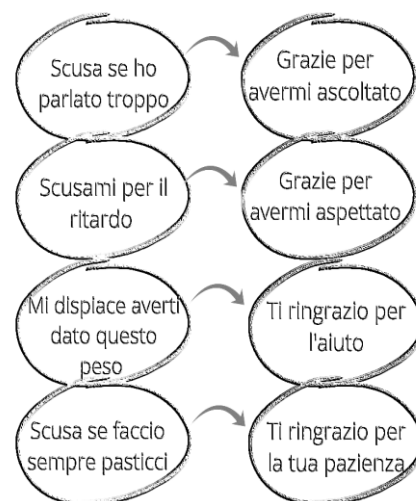 Scusa se ho
parlato troppo
Grazie per
avermi ascoltato
Scusami per il
ritardo
Grazie per
avermi aspettato
Mi dispiace averti
dato questo
peso
Ti ringrazio per
l'aiuto
Scusa se faccio
sempre pasticci
Ti ringrazio per
la tua pazienza